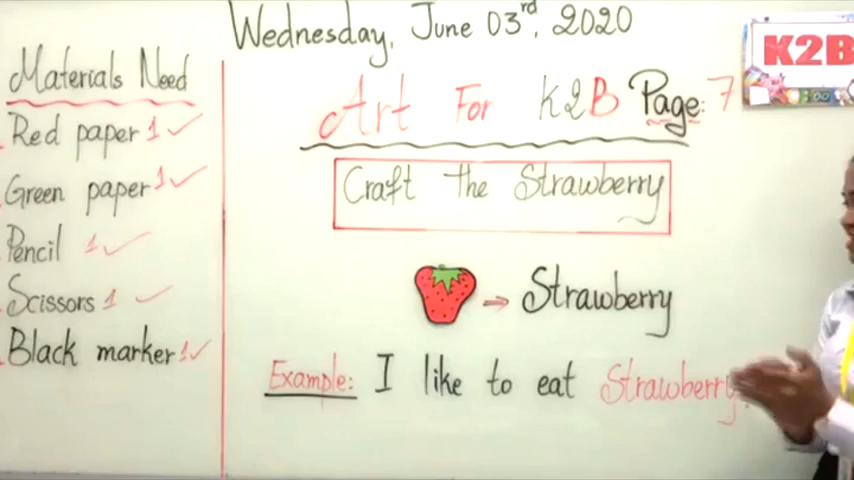 Wednesday, June 03rd, 2020
Materials Need
Red paper 1 ✓
Green paper 1 ✓
Pencil 1 ✓
Scissors 1 ✓
Black marker 1 ✓
Art For K2B Page: 7
Craft the Strawberry
→ Strawberry
Example: I like to eat Strawberry.
K2B